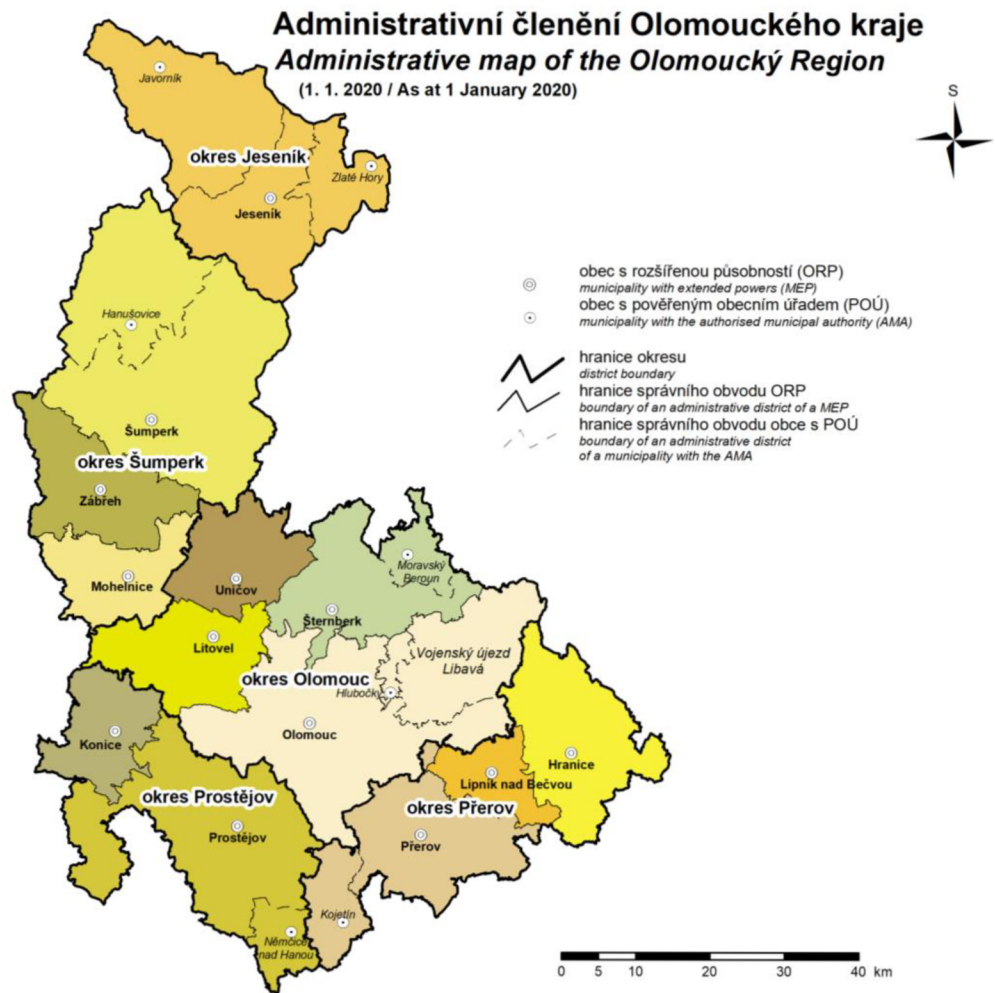 Administrativní členění Olomouckého kraje
Administrative map of the Olomoucký Region
(1. 1. 2020 / As at 1 January 2020)
S
Javorník
okres Jeseník
Zlaté Hory
Jeseník
obec s rozšířenou působností (ORP)
municipality with extended powers (MEP)
obec s pověřeným obecním úřadem (POÚ)
municipality with the authorised municipal authority (AMA)
hranice okresu
district boundary
hranice správního obvodu ORP
boundary of an administrative district of a MEP
hranice správního obvodu obce s POÚ
boundary of an administrative district
of a municipality with the AMA
Hanušovice
Šumperk
okres Šumperk
Zábřeh
Mohelnice
Uničov
Moravský
Beroun
Šternberk
Litovel
Vojenský újezd
Libavá
okres Olomouc
Hlubočky
Olomouc
Konice
Hranice
Lipník nad Bečvou
okres Prostějov
okres Přerov
Prostějov
Přerov
Kojetín
Němčice
nad Hanou
0 5 10 20 30 40 km